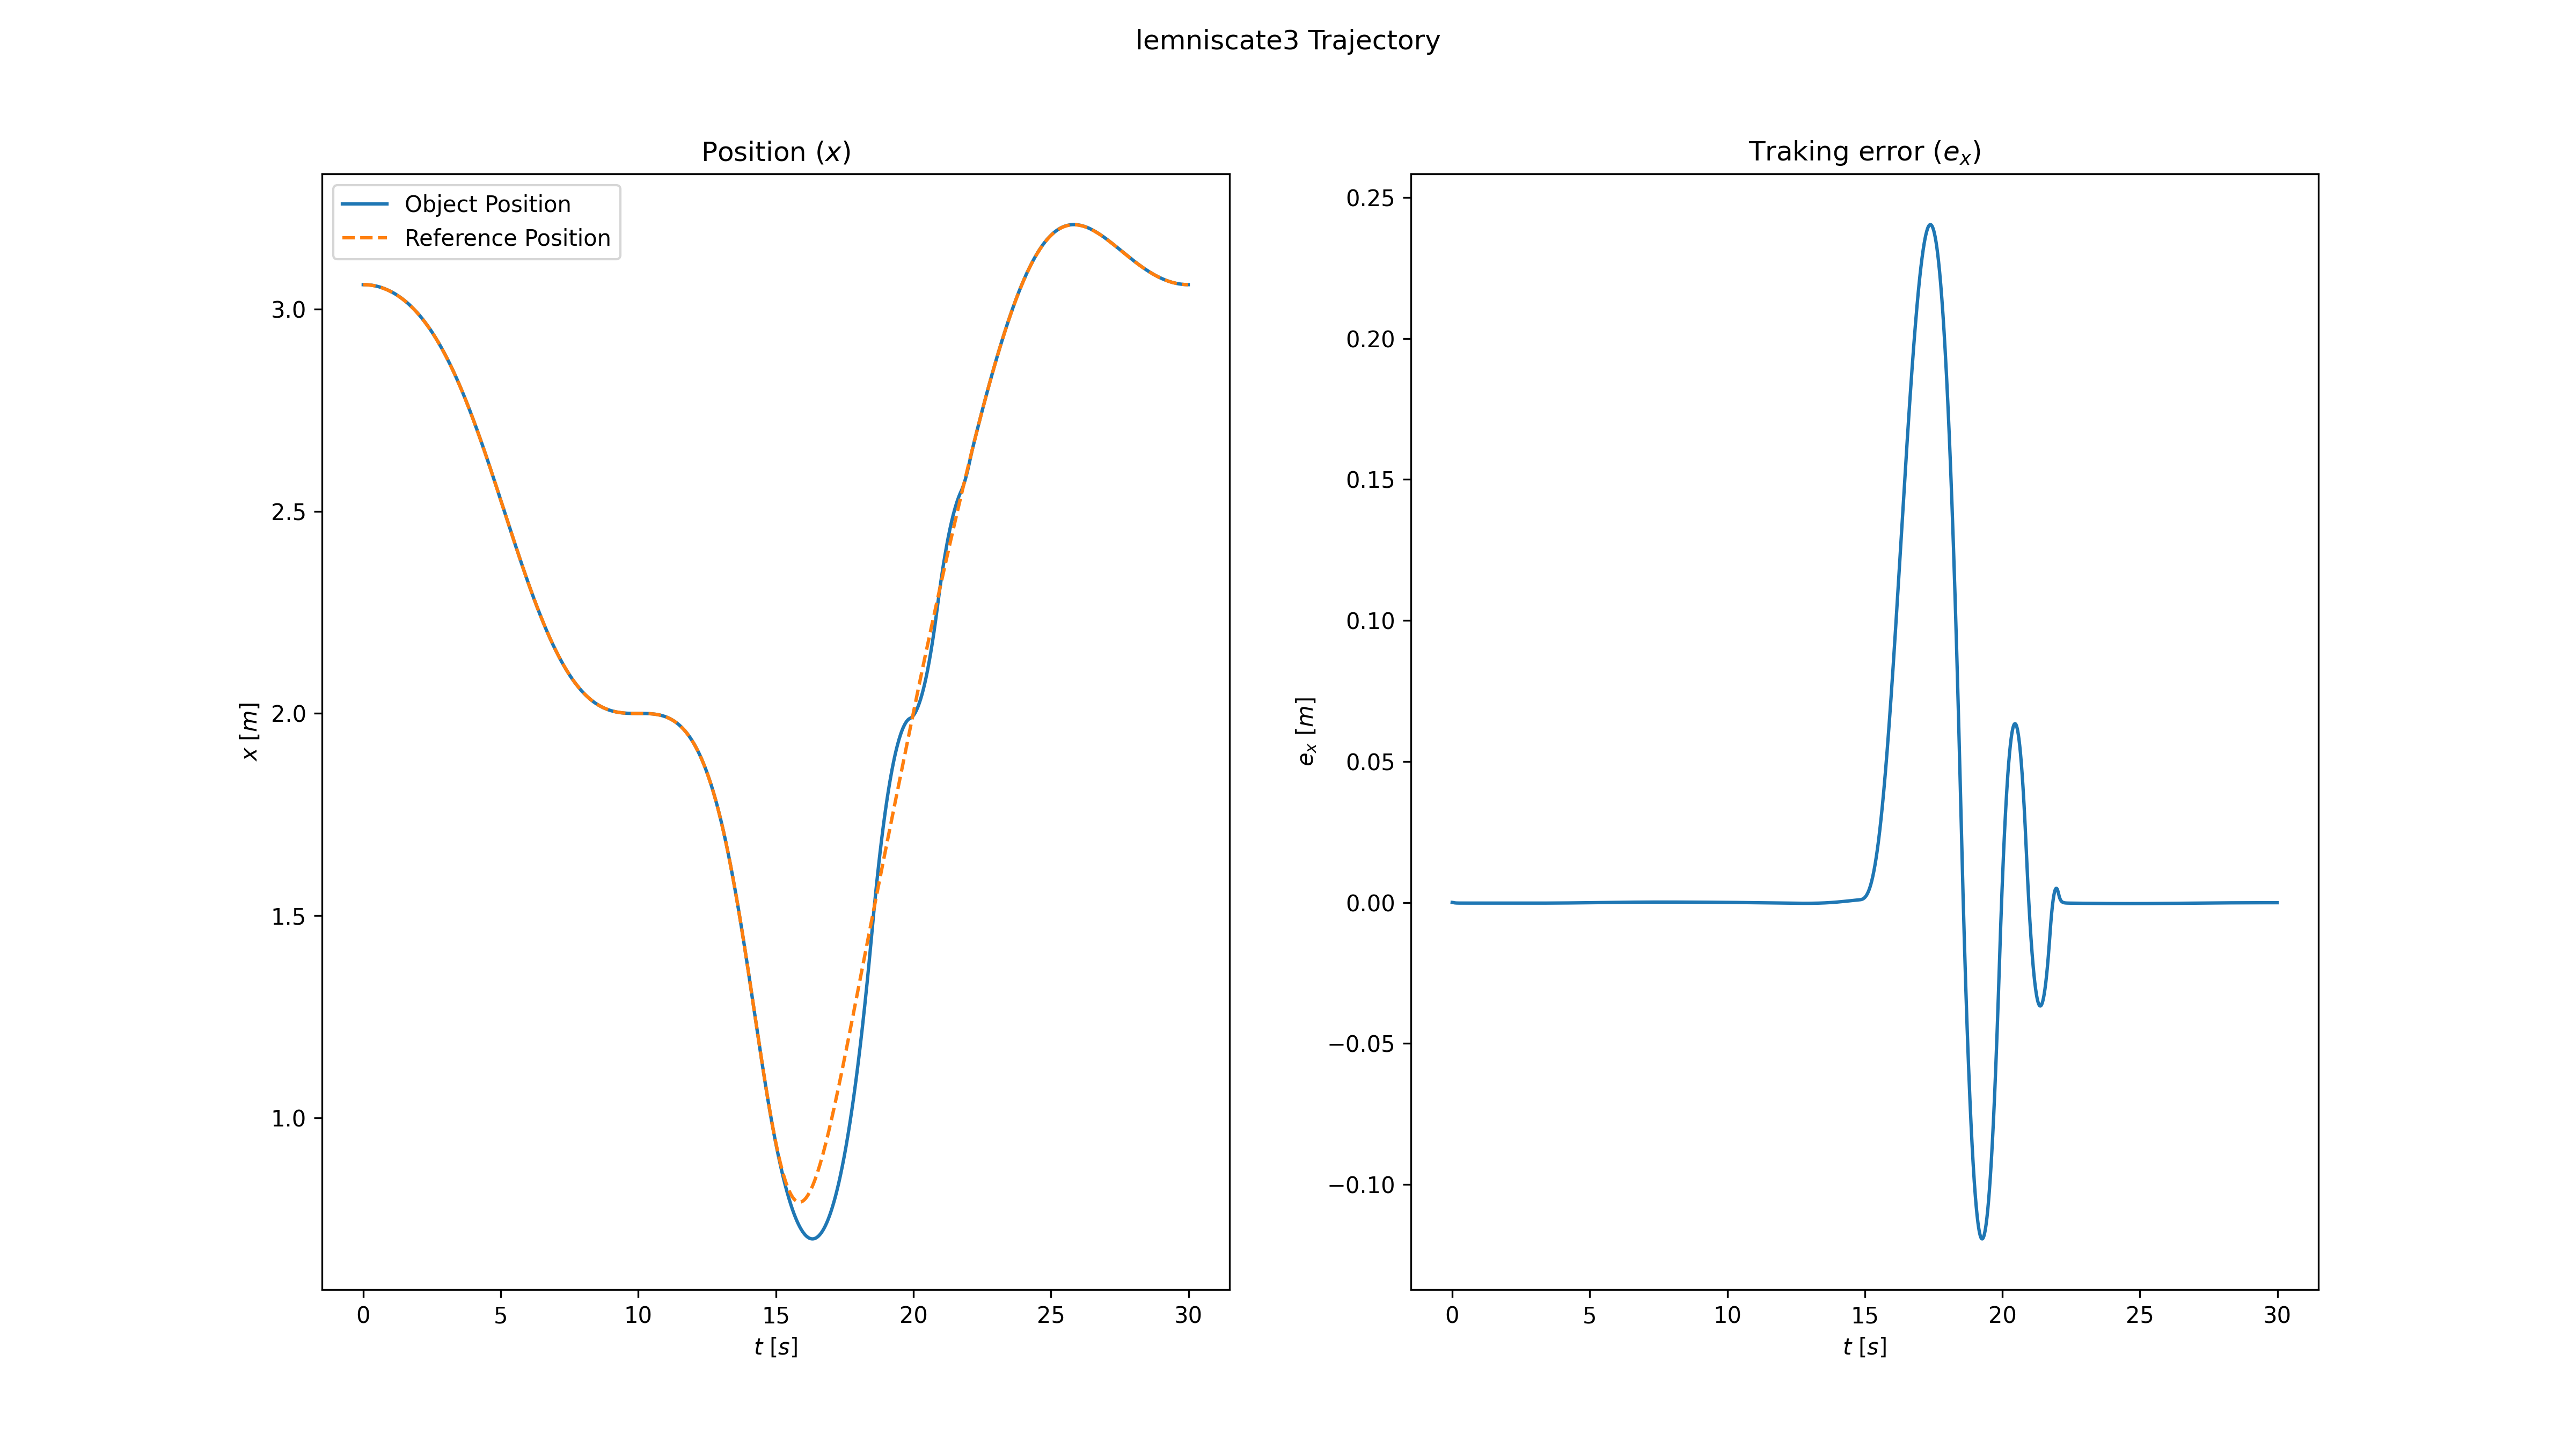 lemniscate3 Trajectory
Position (x)
Object Position
Reference Position
3.0
2.5
2.0
1.5
1.0
x [m]
0 5 10 15 20 25 30
t [s]
Traking error (eₓ)
0.25
0.20
0.15
0.10
0.05
0.00
−0.05
−0.10
eₓ [m]
0 5 10 15 20 25 30
t [s]